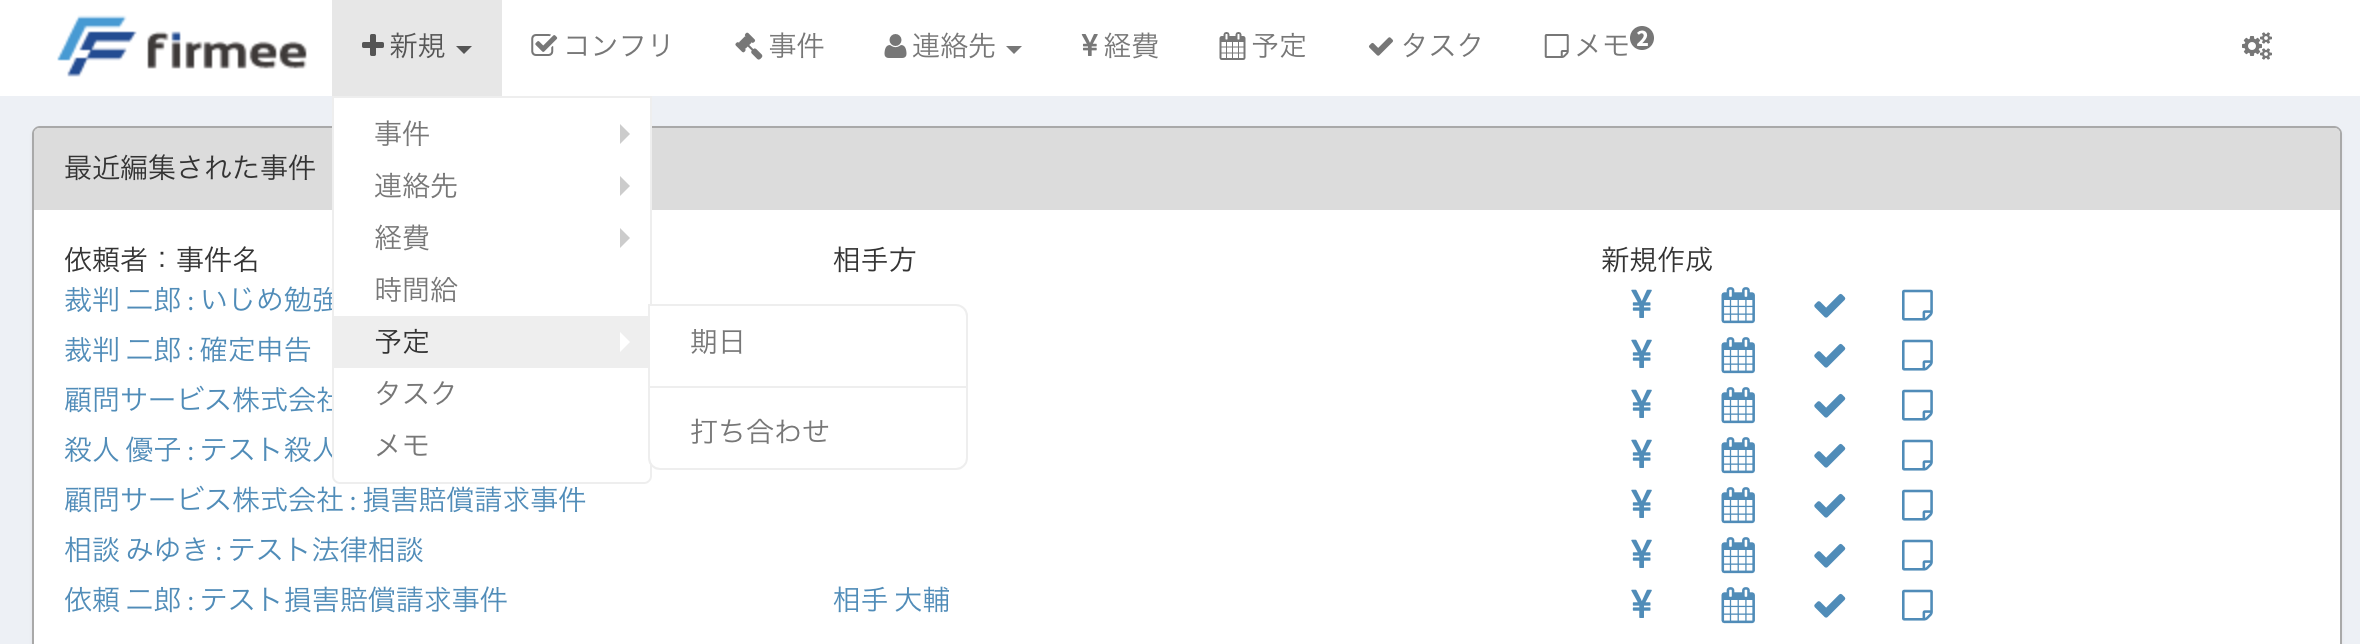 firmee 新規 コンフリ 事件 連絡先 ¥経費 予定 タスク メモ2
事件
連絡先
経費
時間給
予定
タスク
メモ
期日
打ち合わせ
最近編集された事件
依頼者：事件名 相手方 新規作成
裁判 二郎 : いじめ勉強
裁判 二郎 : 確定申告
顧問サービス株式会社
殺人 優子 : テスト殺人
顧問サービス株式会社 : 損害賠償請求事件
相談 みゆき : テスト法律相談
依頼 二郎 : テスト損害賠償請求事件 相手 大輔